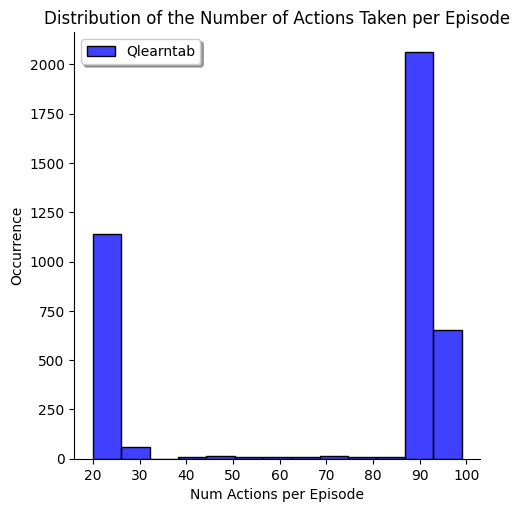 Distribution of the Number of Actions Taken per Episode
Qlearntab
2000
1750
1500
1250
1000
750
500
250
0
Occurrence
20 30 40 50 60 70 80 90 100
Num Actions per Episode